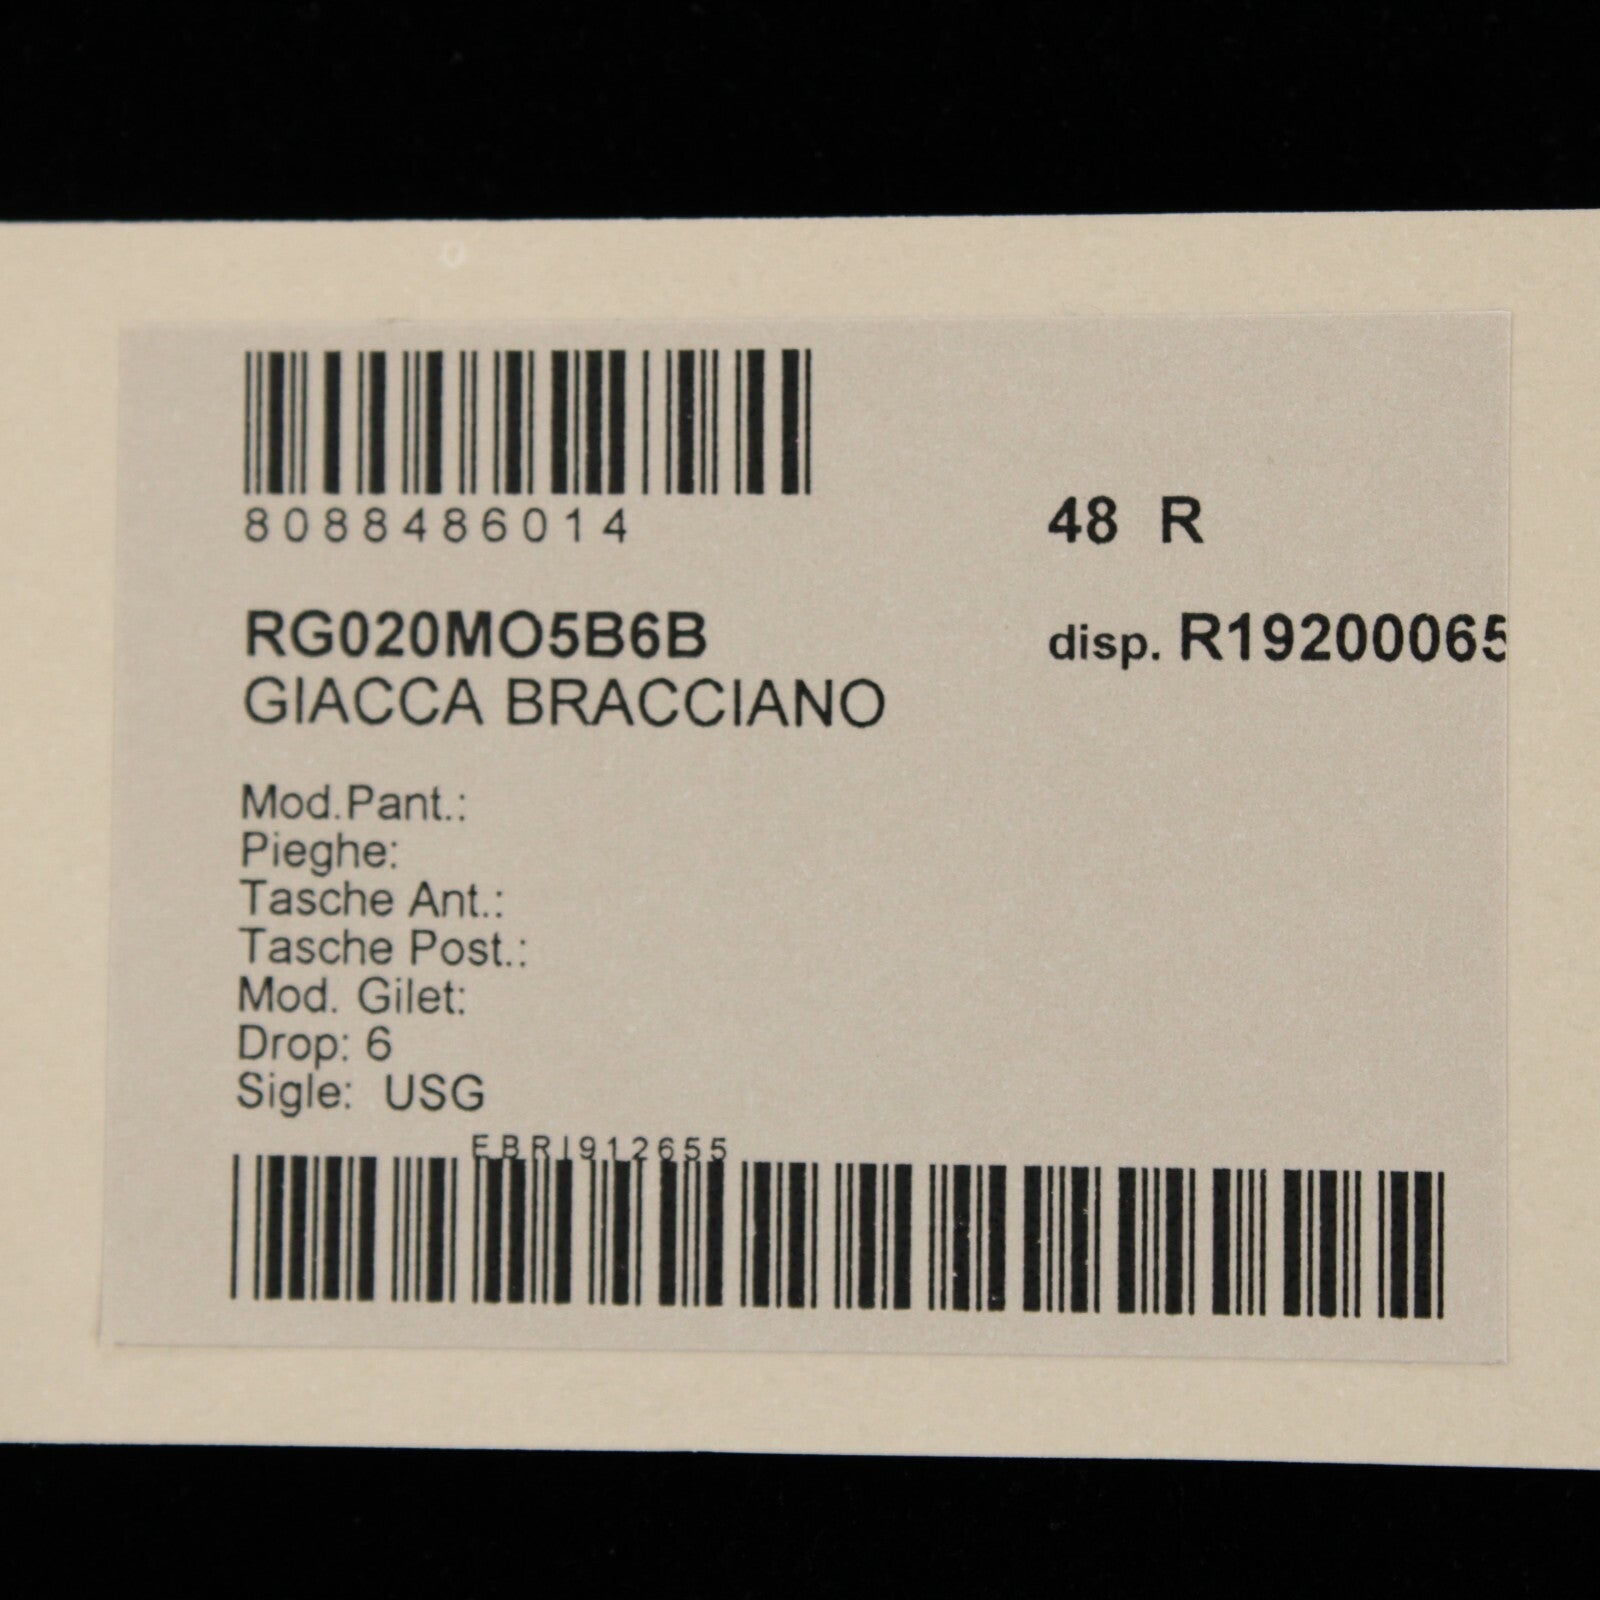 8088486014
48 R
RG020MO5B6B
disp. R19200065
GIACCA BRACCIANO
Mod.Pant.:
Pieghe:
Tasche Ant.:
Tasche Post.:
Mod. Gilet:
Drop: 6
Sigle: USG
EBRI912655